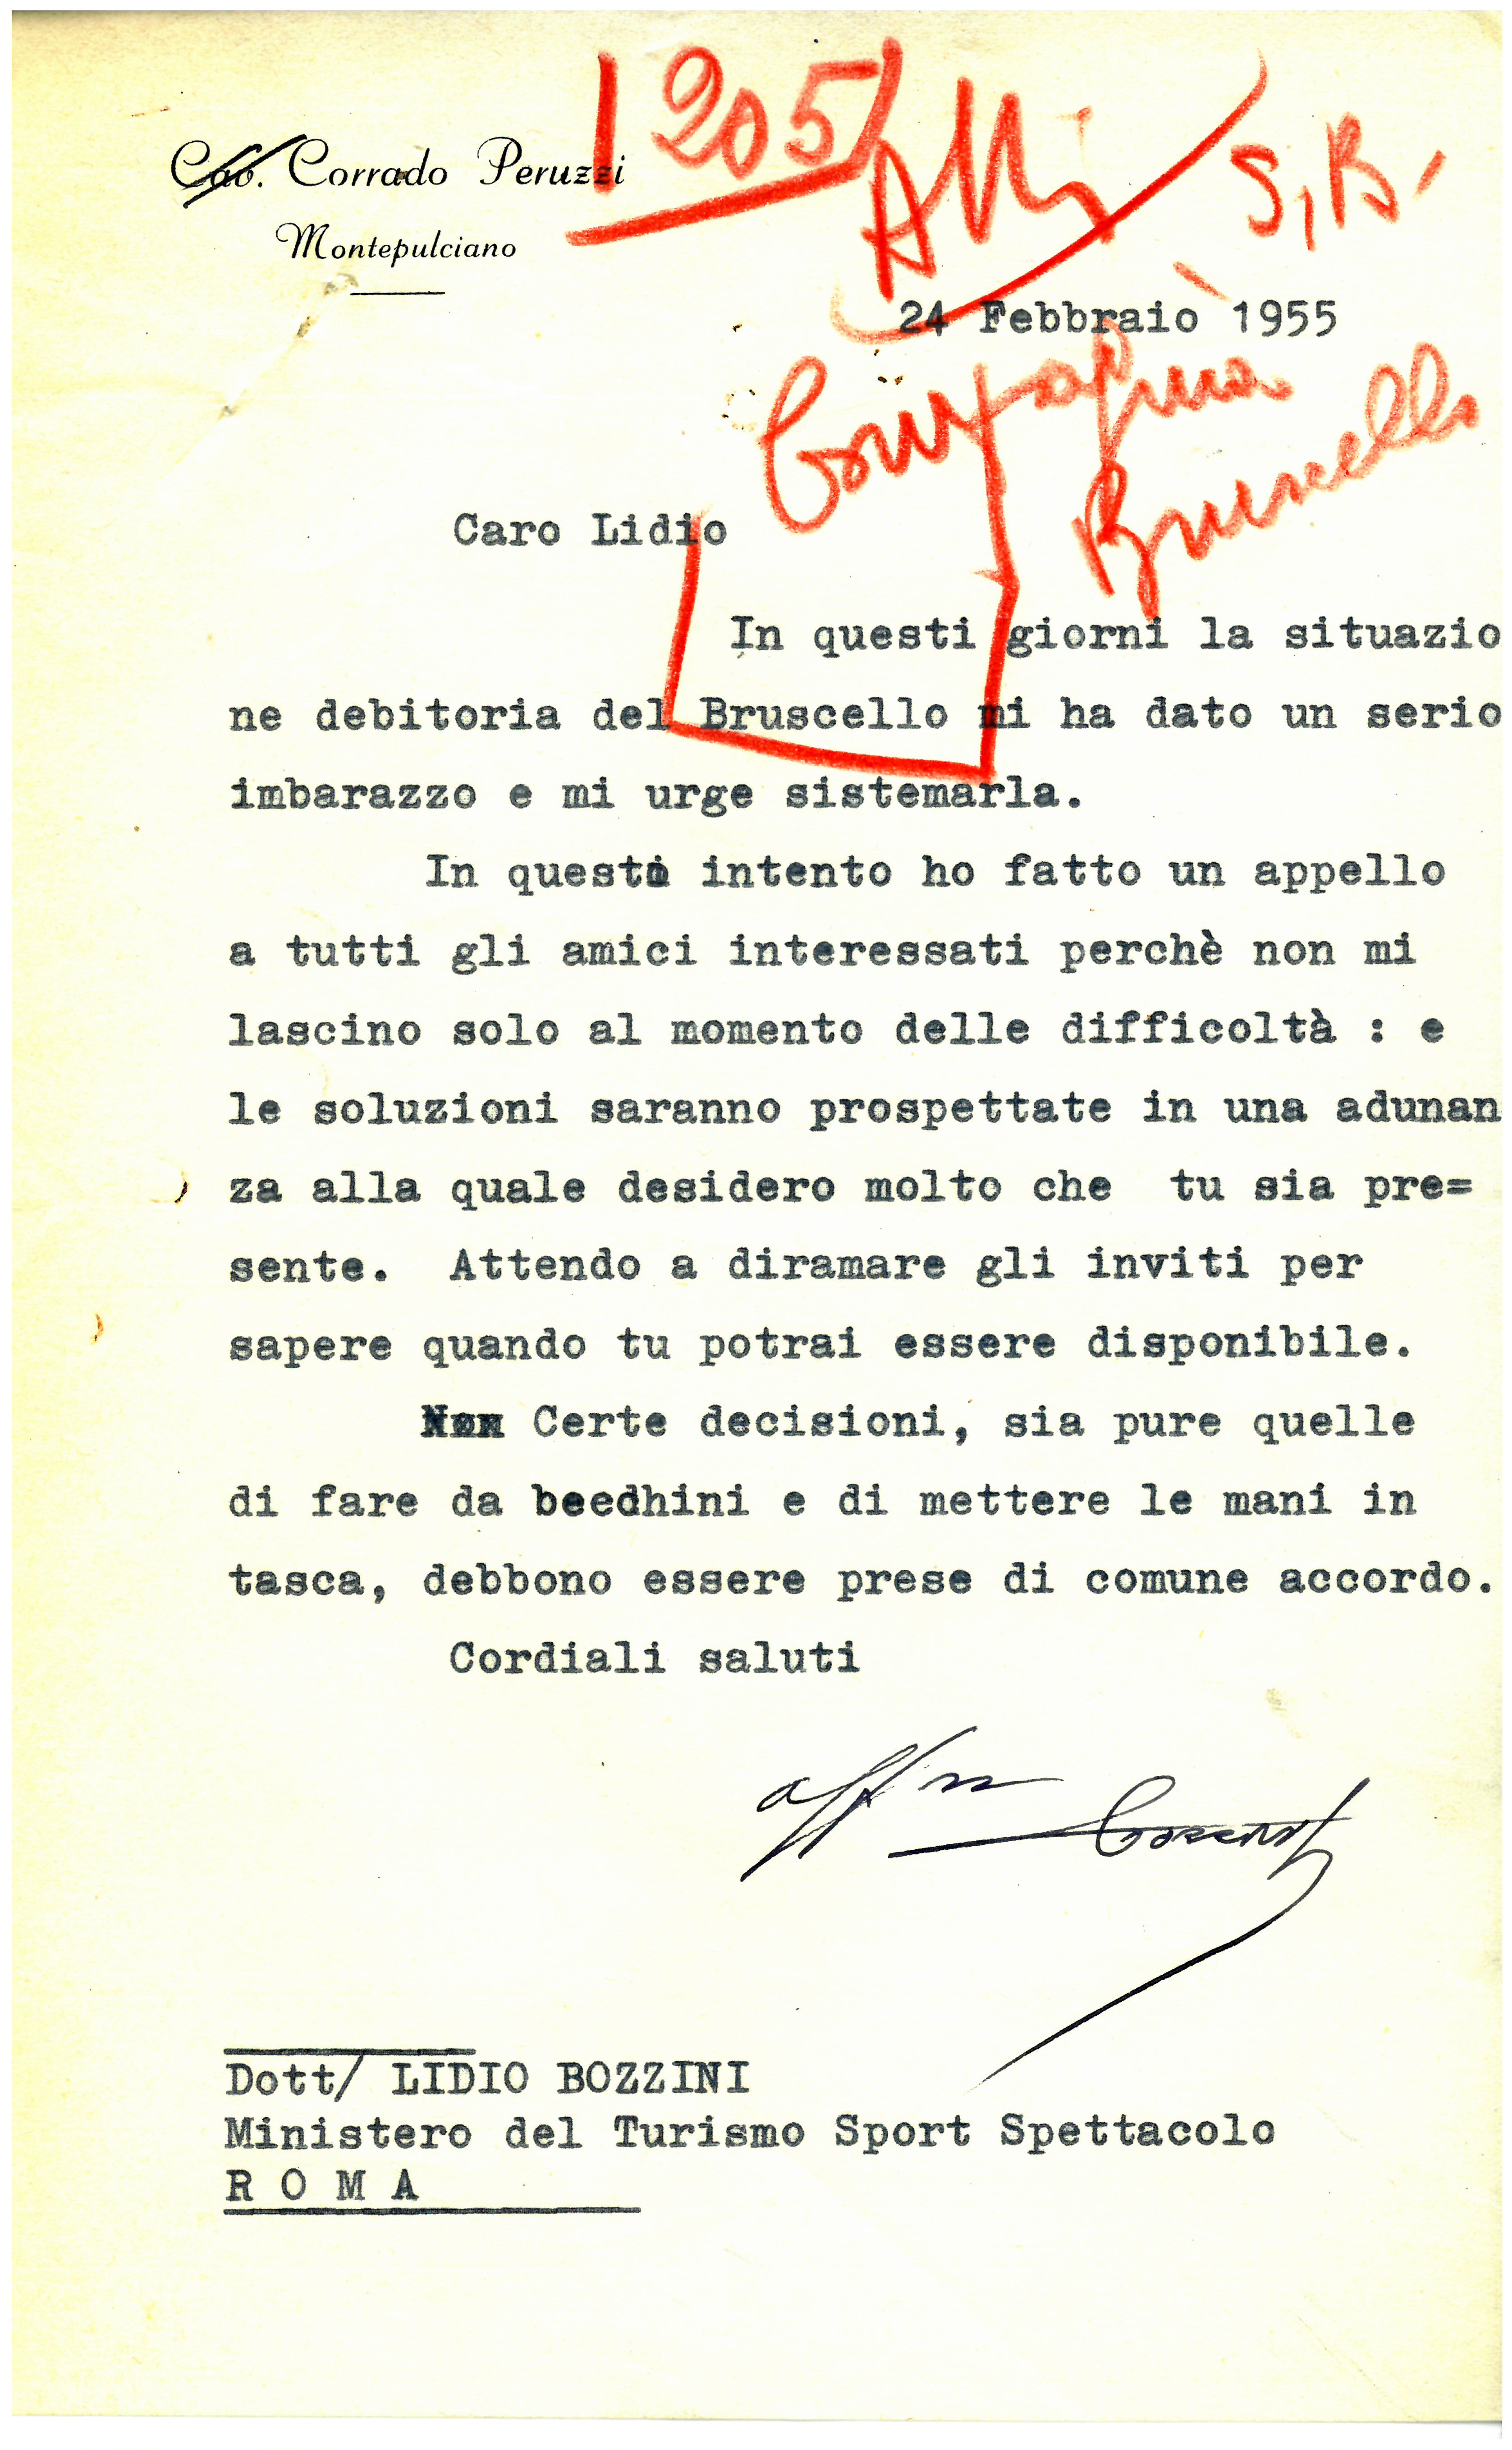 1205
Atti
S.R.
Cav. Corrado Peruzzi
Montepulciano
24 Febbraio 1955
Compagnia
Bruscello
Caro Lidio
In questi giorni la situazio
ne debitoria del Bruscello mi ha dato un serio
imbarazzo e mi urge sistemarla.
In questo intento ho fatto un appello
a tutti gli amici interessati perchè non mi
lascino solo al momento delle difficoltà : e
le soluzioni saranno prospettate in una adunan
za alla quale desidero molto che tu sia pre=
sente. Attendo a diramare gli inviti per
sapere quando tu potrai essere disponibile.
Certe decisioni, sia pure quelle
di fare da beedhini e di mettere le mani in
tasca, debbono essere prese di comune accordo.
Cordiali saluti
aff
Dott/ LIDIO BOZZINI
Ministero del Turismo Sport Spettacolo
R O M A